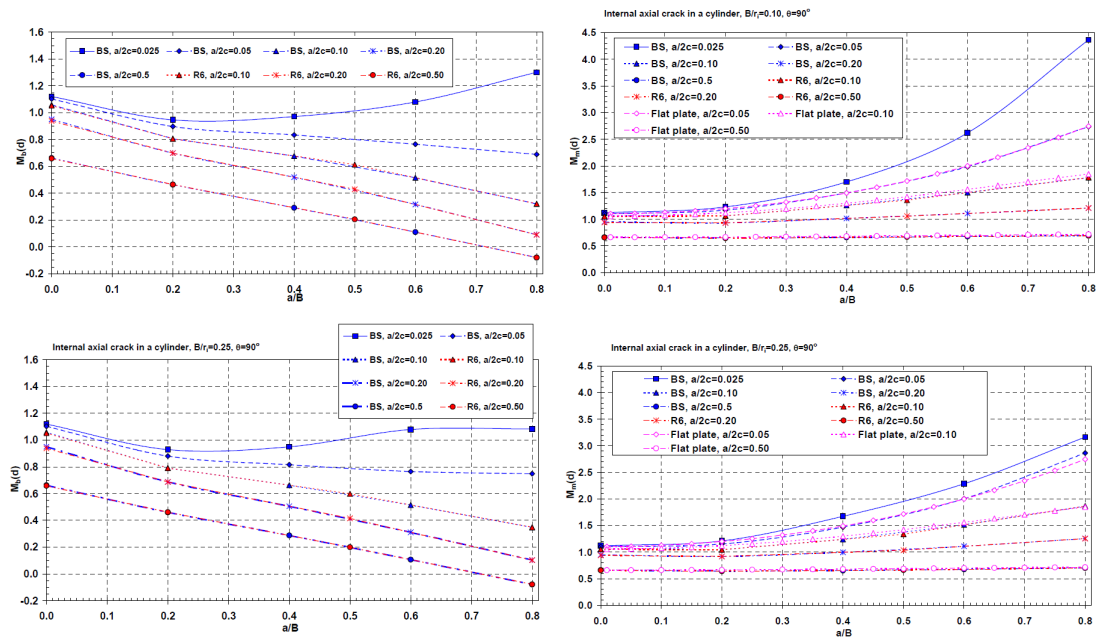 BS, a/2c=0.025 BS, a/2c=0.05 BS, a/2c=0.10 BS, a/2c=0.20
BS, a/2c=0.5 R6, a/2c=0.10 R6, a/2c=0.20 R6, a/2c=0.50
1.6
1.4
1.2
1.0
0.8
0.6
0.4
0.2
0.0
-0.2
M_b(d)
0.0 0.1 0.2 0.3 0.4 0.5 0.6 0.7 0.8
a/B
Internal axial crack in a cylinder, B/r_i=0.10, θ=90°
BS, a/2c=0.025 BS, a/2c=0.05
BS, a/2c=0.10 BS, a/2c=0.20
BS, a/2c=0.5 R6, a/2c=0.10
R6, a/2c=0.20 R6, a/2c=0.50
Flat plate, a/2c=0.05 Flat plate, a/2c=0.10
Flat plate, a/2c=0.50
4.5
4.0
3.5
3.0
2.5
2.0
1.5
1.0
0.5
0.0
M_m(d)
0.0 0.1 0.2 0.3 0.4 0.5 0.6 0.7 0.8
a/B
Internal axial crack in a cylinder, B/r_i=0.25, θ=90°
BS, a/2c=0.025 BS, a/2c=0.05
BS, a/2c=0.10 R6, a/2c=0.10
BS, a/2c=0.20 R6, a/2c=0.20
BS, a/2c=0.5 R6, a/2c=0.50
1.6
1.4
1.2
1.0
0.8
0.6
0.4
0.2
0.0
-0.2
M_b(d)
0.0 0.1 0.2 0.3 0.4 0.5 0.6 0.7 0.8
a/B
Internal axial crack in a cylinder, B/r_i=0.25, θ=90°
BS, a/2c=0.025 BS, a/2c=0.05
BS, a/2c=0.10 BS, a/2c=0.20
BS, a/2c=0.5 R6, a/2c=0.10
R6, a/2c=0.20 R6, a/2c=0.50
Flat plate, a/2c=0.05 Flat plate, a/2c=0.10
Flat plate, a/2c=0.50
4.5
4.0
3.5
3.0
2.5
2.0
1.5
1.0
0.5
0.0
M_m(d)
0.0 0.1 0.2 0.3 0.4 0.5 0.6 0.7 0.8
a/B